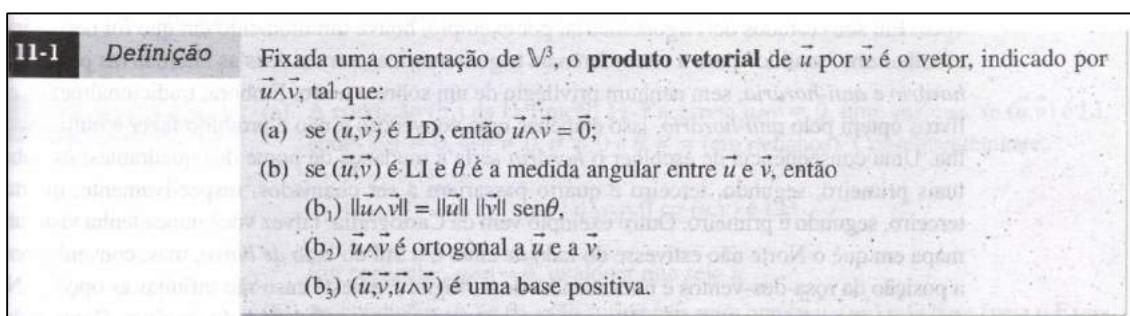 11-1 Definição Fixada uma orientação de 𝕍³, o produto vetorial de u⃗ por v⃗ é o vetor, indicado por
u⃗∧v⃗, tal que:
(a) se (u⃗,v⃗) é LD, então u⃗∧v⃗ = 0⃗;
(b) se (u⃗,v⃗) é LI e θ é a medida angular entre u⃗ e v⃗, então
(b₁) ||u⃗∧v⃗|| = ||u⃗|| ||v⃗|| senθ,
(b₂) u⃗∧v⃗ é ortogonal a u⃗ e a v⃗,
(b₃) (u⃗,v⃗,u⃗∧v⃗) é uma base positiva.